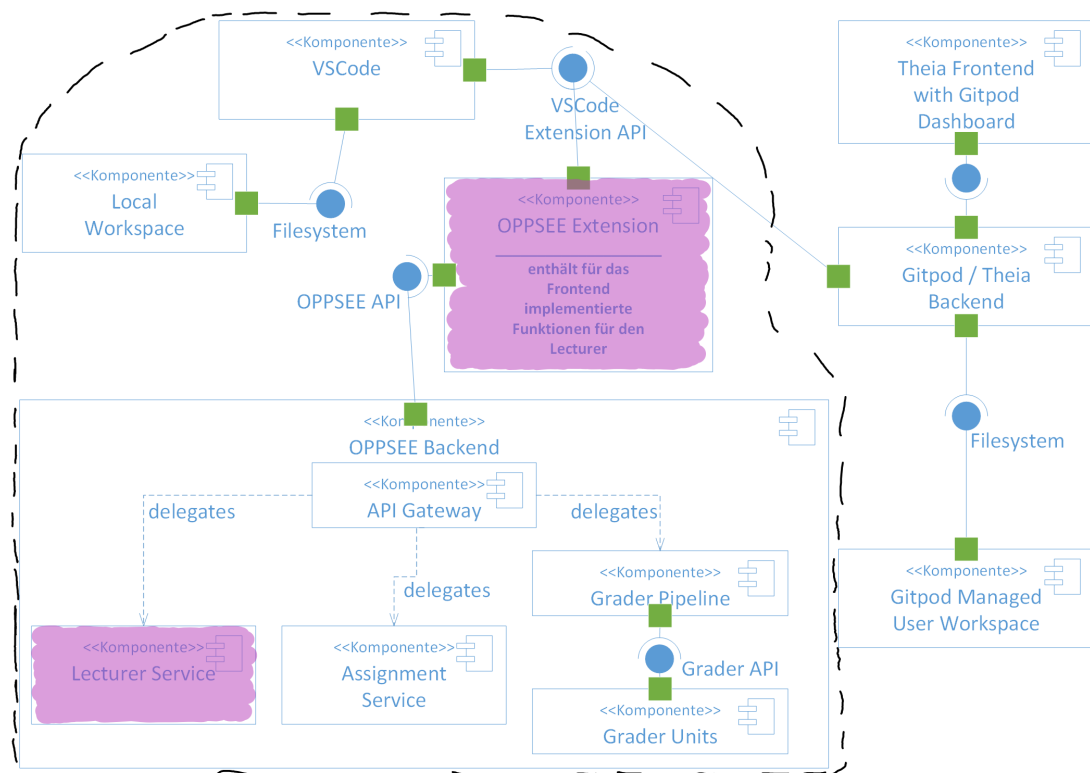 <<Komponente>>
VSCode
VSCode
Extension API
<<Komponente>>
Theia Frontend
with Gitpod
Dashboard
<<Komponente>>
Local
Workspace
Filesystem
<<Komponente>>
OPPSEE Extension
enthält für das
Frontend
implementierte
Funktionen für den
Lecturer
OPPSEE API
<<Komponente>>
Gitpod / Theia
Backend
Filesystem
<<Komponente>>
OPPSEE Backend
<<Komponente>>
API Gateway
delegates
delegates
delegates
<<Komponente>>
Grader Pipeline
<<Komponente>>
Gitpod Managed
User Workspace
<<Komponente>>
Lecturer Service
<<Komponente>>
Assignment
Service
Grader API
<<Komponente>>
Grader Units